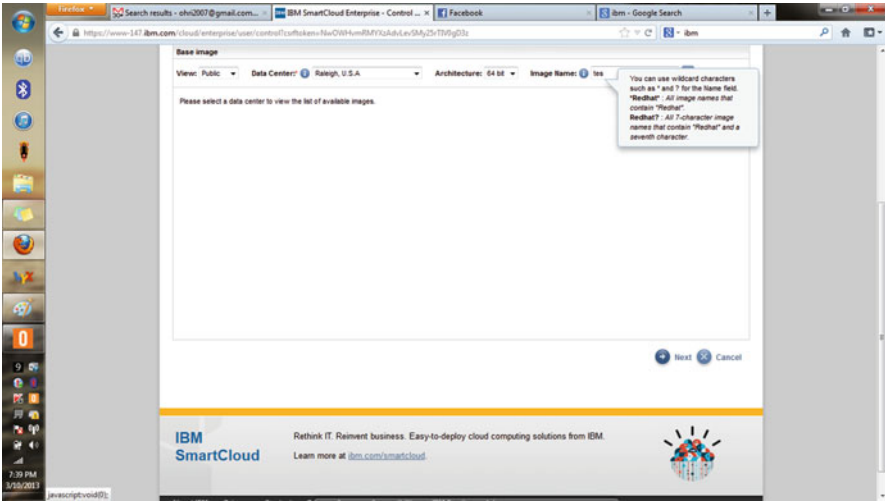 Firefox
Search results - ohri2007@gmail.com...
IBM SmartCloud Enterprise - Control ...
Facebook
ibm - Google Search
https://www-147.ibm.com/cloud/enterprise/user/control
ibm
Base image
View: Public
Data Center:* Raleigh, U.S.A
Architecture: 64 bit
Image Name: tes
Please select a data center to view the list of available images.
You can use wildcard characters
such as * and ? for the Name field.
*Redhat* : All image names that
contain "Redhat".
Redhat? : All 7-character image
names that contain "Redhat" and a
seventh character.
Next
Cancel
IBM
SmartCloud
Rethink IT. Reinvent business. Easy-to-deploy cloud computing solutions from IBM.
Learn more at ibm.com/smartcloud.
7:39 PM
3/10/2013
javascript:void(0);